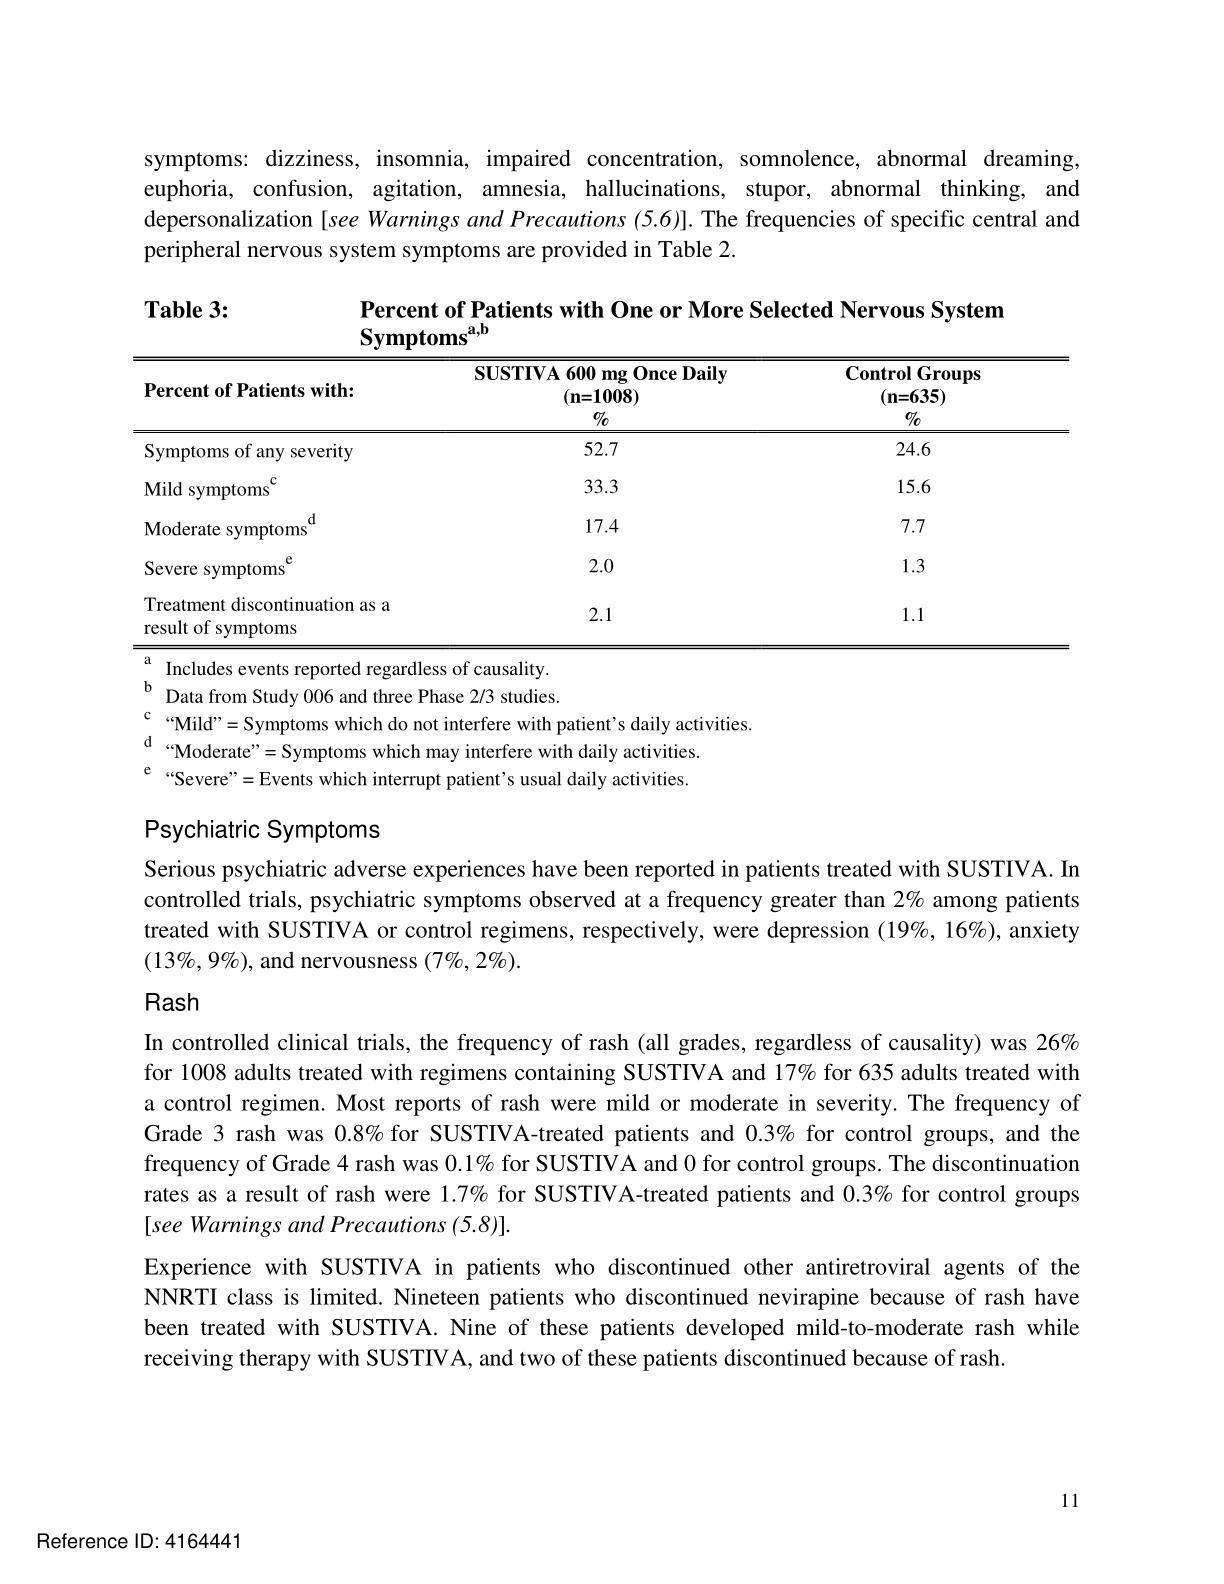 symptoms: dizziness, insomnia, impaired concentration, somnolence, abnormal dreaming,
euphoria, confusion, agitation, amnesia, hallucinations, stupor, abnormal thinking, and
depersonalization [see Warnings and Precautions (5.6)]. The frequencies of specific central and
peripheral nervous system symptoms are provided in Table 2.
Table 3: Percent of Patients with One or More Selected Nervous System
Symptoms^a,b
Percent of Patients with: SUSTIVA 600 mg Once Daily Control Groups
(n=1008) (n=635)
% %
Symptoms of any severity 52.7 24.6
Mild symptoms^c 33.3 15.6
Moderate symptoms^d 17.4 7.7
Severe symptoms^e 2.0 1.3
Treatment discontinuation as a
result of symptoms 2.1 1.1
a Includes events reported regardless of causality.
b Data from Study 006 and three Phase 2/3 studies.
c “Mild” = Symptoms which do not interfere with patient’s daily activities.
d “Moderate” = Symptoms which may interfere with daily activities.
e “Severe” = Events which interrupt patient’s usual daily activities.
Psychiatric Symptoms
Serious psychiatric adverse experiences have been reported in patients treated with SUSTIVA. In
controlled trials, psychiatric symptoms observed at a frequency greater than 2% among patients
treated with SUSTIVA or control regimens, respectively, were depression (19%, 16%), anxiety
(13%, 9%), and nervousness (7%, 2%).
Rash
In controlled clinical trials, the frequency of rash (all grades, regardless of causality) was 26%
for 1008 adults treated with regimens containing SUSTIVA and 17% for 635 adults treated with
a control regimen. Most reports of rash were mild or moderate in severity. The frequency of
Grade 3 rash was 0.8% for SUSTIVA-treated patients and 0.3% for control groups, and the
frequency of Grade 4 rash was 0.1% for SUSTIVA and 0 for control groups. The discontinuation
rates as a result of rash were 1.7% for SUSTIVA-treated patients and 0.3% for control groups
[see Warnings and Precautions (5.8)].
Experience with SUSTIVA in patients who discontinued other antiretroviral agents of the
NNRTI class is limited. Nineteen patients who discontinued nevirapine because of rash have
been treated with SUSTIVA. Nine of these patients developed mild-to-moderate rash while
receiving therapy with SUSTIVA, and two of these patients discontinued because of rash.
11
Reference ID: 4164441